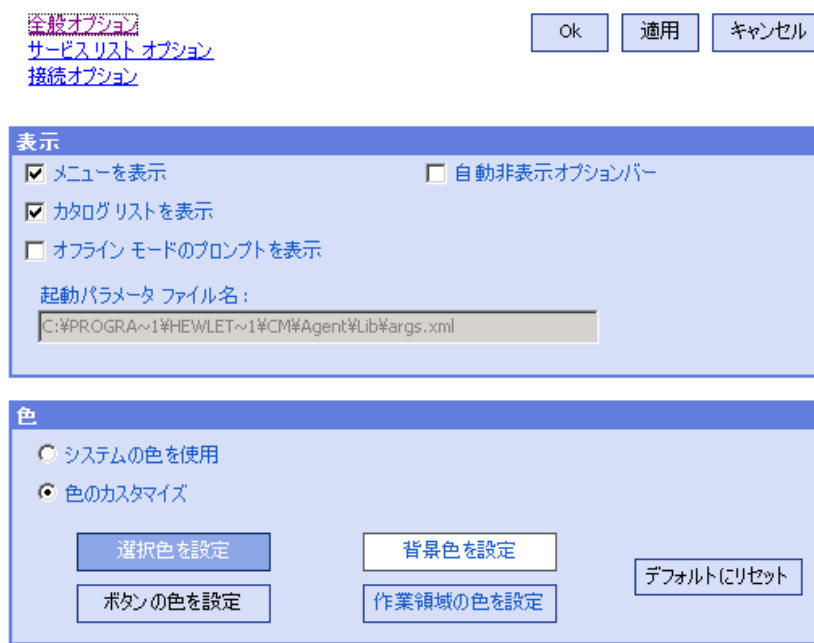 全般オプション
サービス リスト オプション
接続オプション
Ok
適用
キャンセル
表示
メニューを表示
自動非表示オプションバー
カタログ リストを表示
オフライン モードのプロンプトを表示
起動パラメータ ファイル名 :
C:¥PROGRA~1¥HEWLET~1¥CM¥Agent¥Lib¥args.xml
色
システムの色を使用
色のカスタマイズ
選択色を設定
背景色を設定
デフォルトにリセット
ボタンの色を設定
作業領域の色を設定